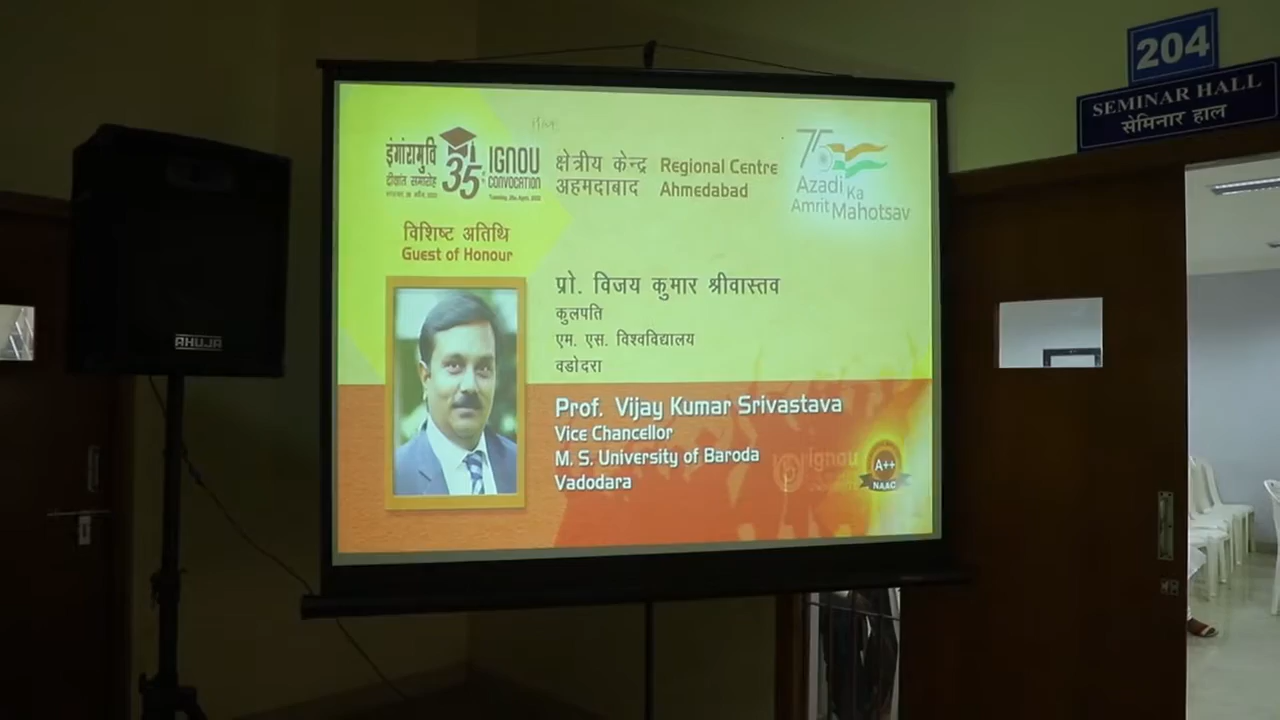 204
SEMINAR HALL
सेमिनार हाल
इंगांरामुवि
दीक्षांत समारोह
35
IGNOU
CONVOCATION
क्षेत्रीय केन्द्र Regional Centre
अहमदाबाद Ahmedabad
75
Azadi Ka
Amrit Mahotsav
विशिष्ट अतिथि
Guest of Honour
प्रो. विजय कुमार श्रीवास्तव
कुलपति
एम. एस. विश्वविद्यालय
वडोदरा
Prof. Vijay Kumar Srivastava
Vice Chancellor
M. S. University of Baroda
Vadodara
ignou
A++
NAAC
AHUJA